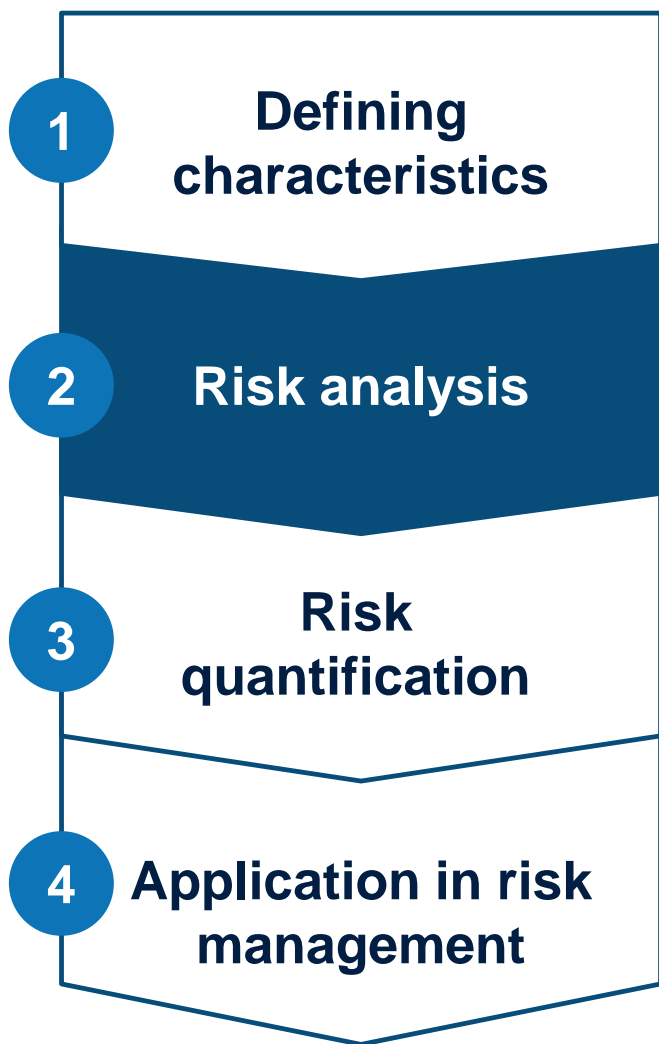 1
Defining
characteristics
2
Risk analysis
3
Risk
quantification
4
Application in risk
management